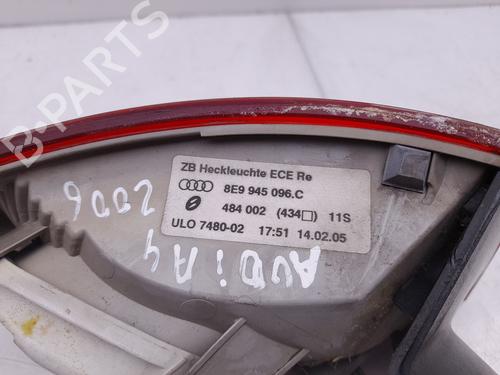 ZB Heckleuchte ECE Re
8E9 945 096.C
484 002 (434□) 11S
ULO 7480-02 17:51 14.02.05
2006
AUDi A4
B PARTS